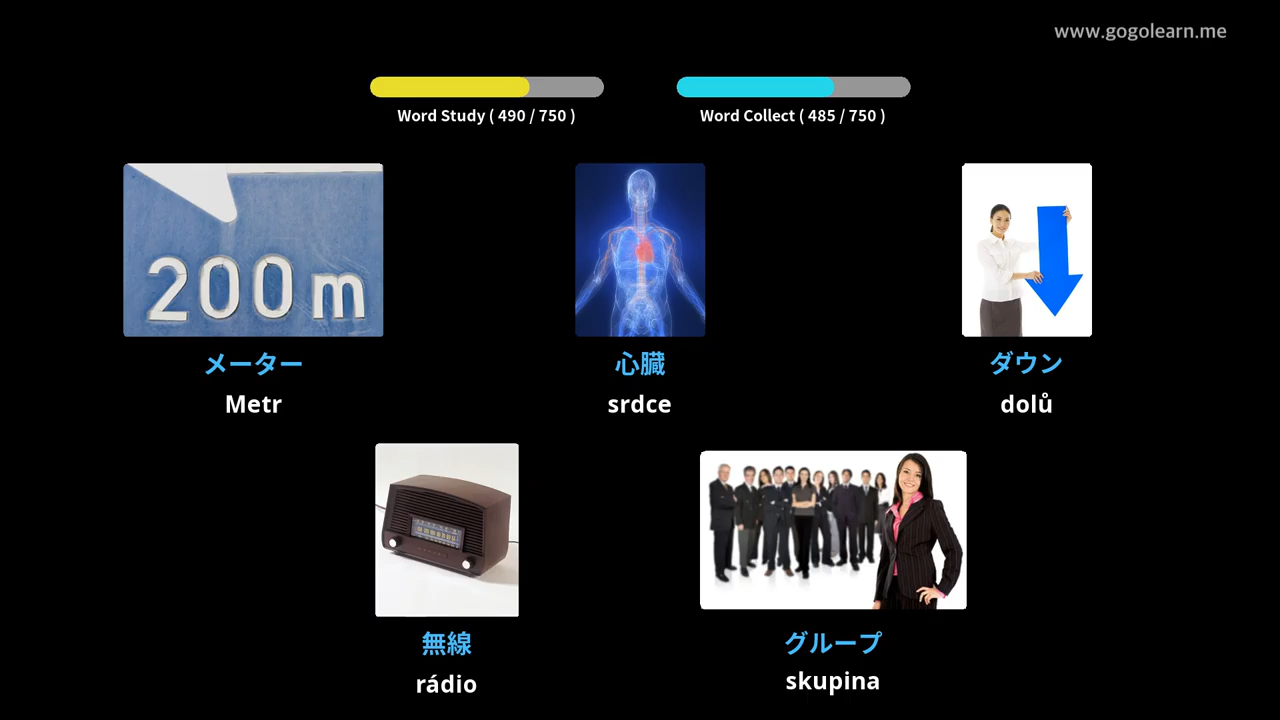 www.gogolearn.me
Word Study ( 490 / 750 )
Word Collect ( 485 / 750 )
200m
メーター
心臓
ダウン
Metr
srdce
dolů
無線
グループ
rádio
skupina